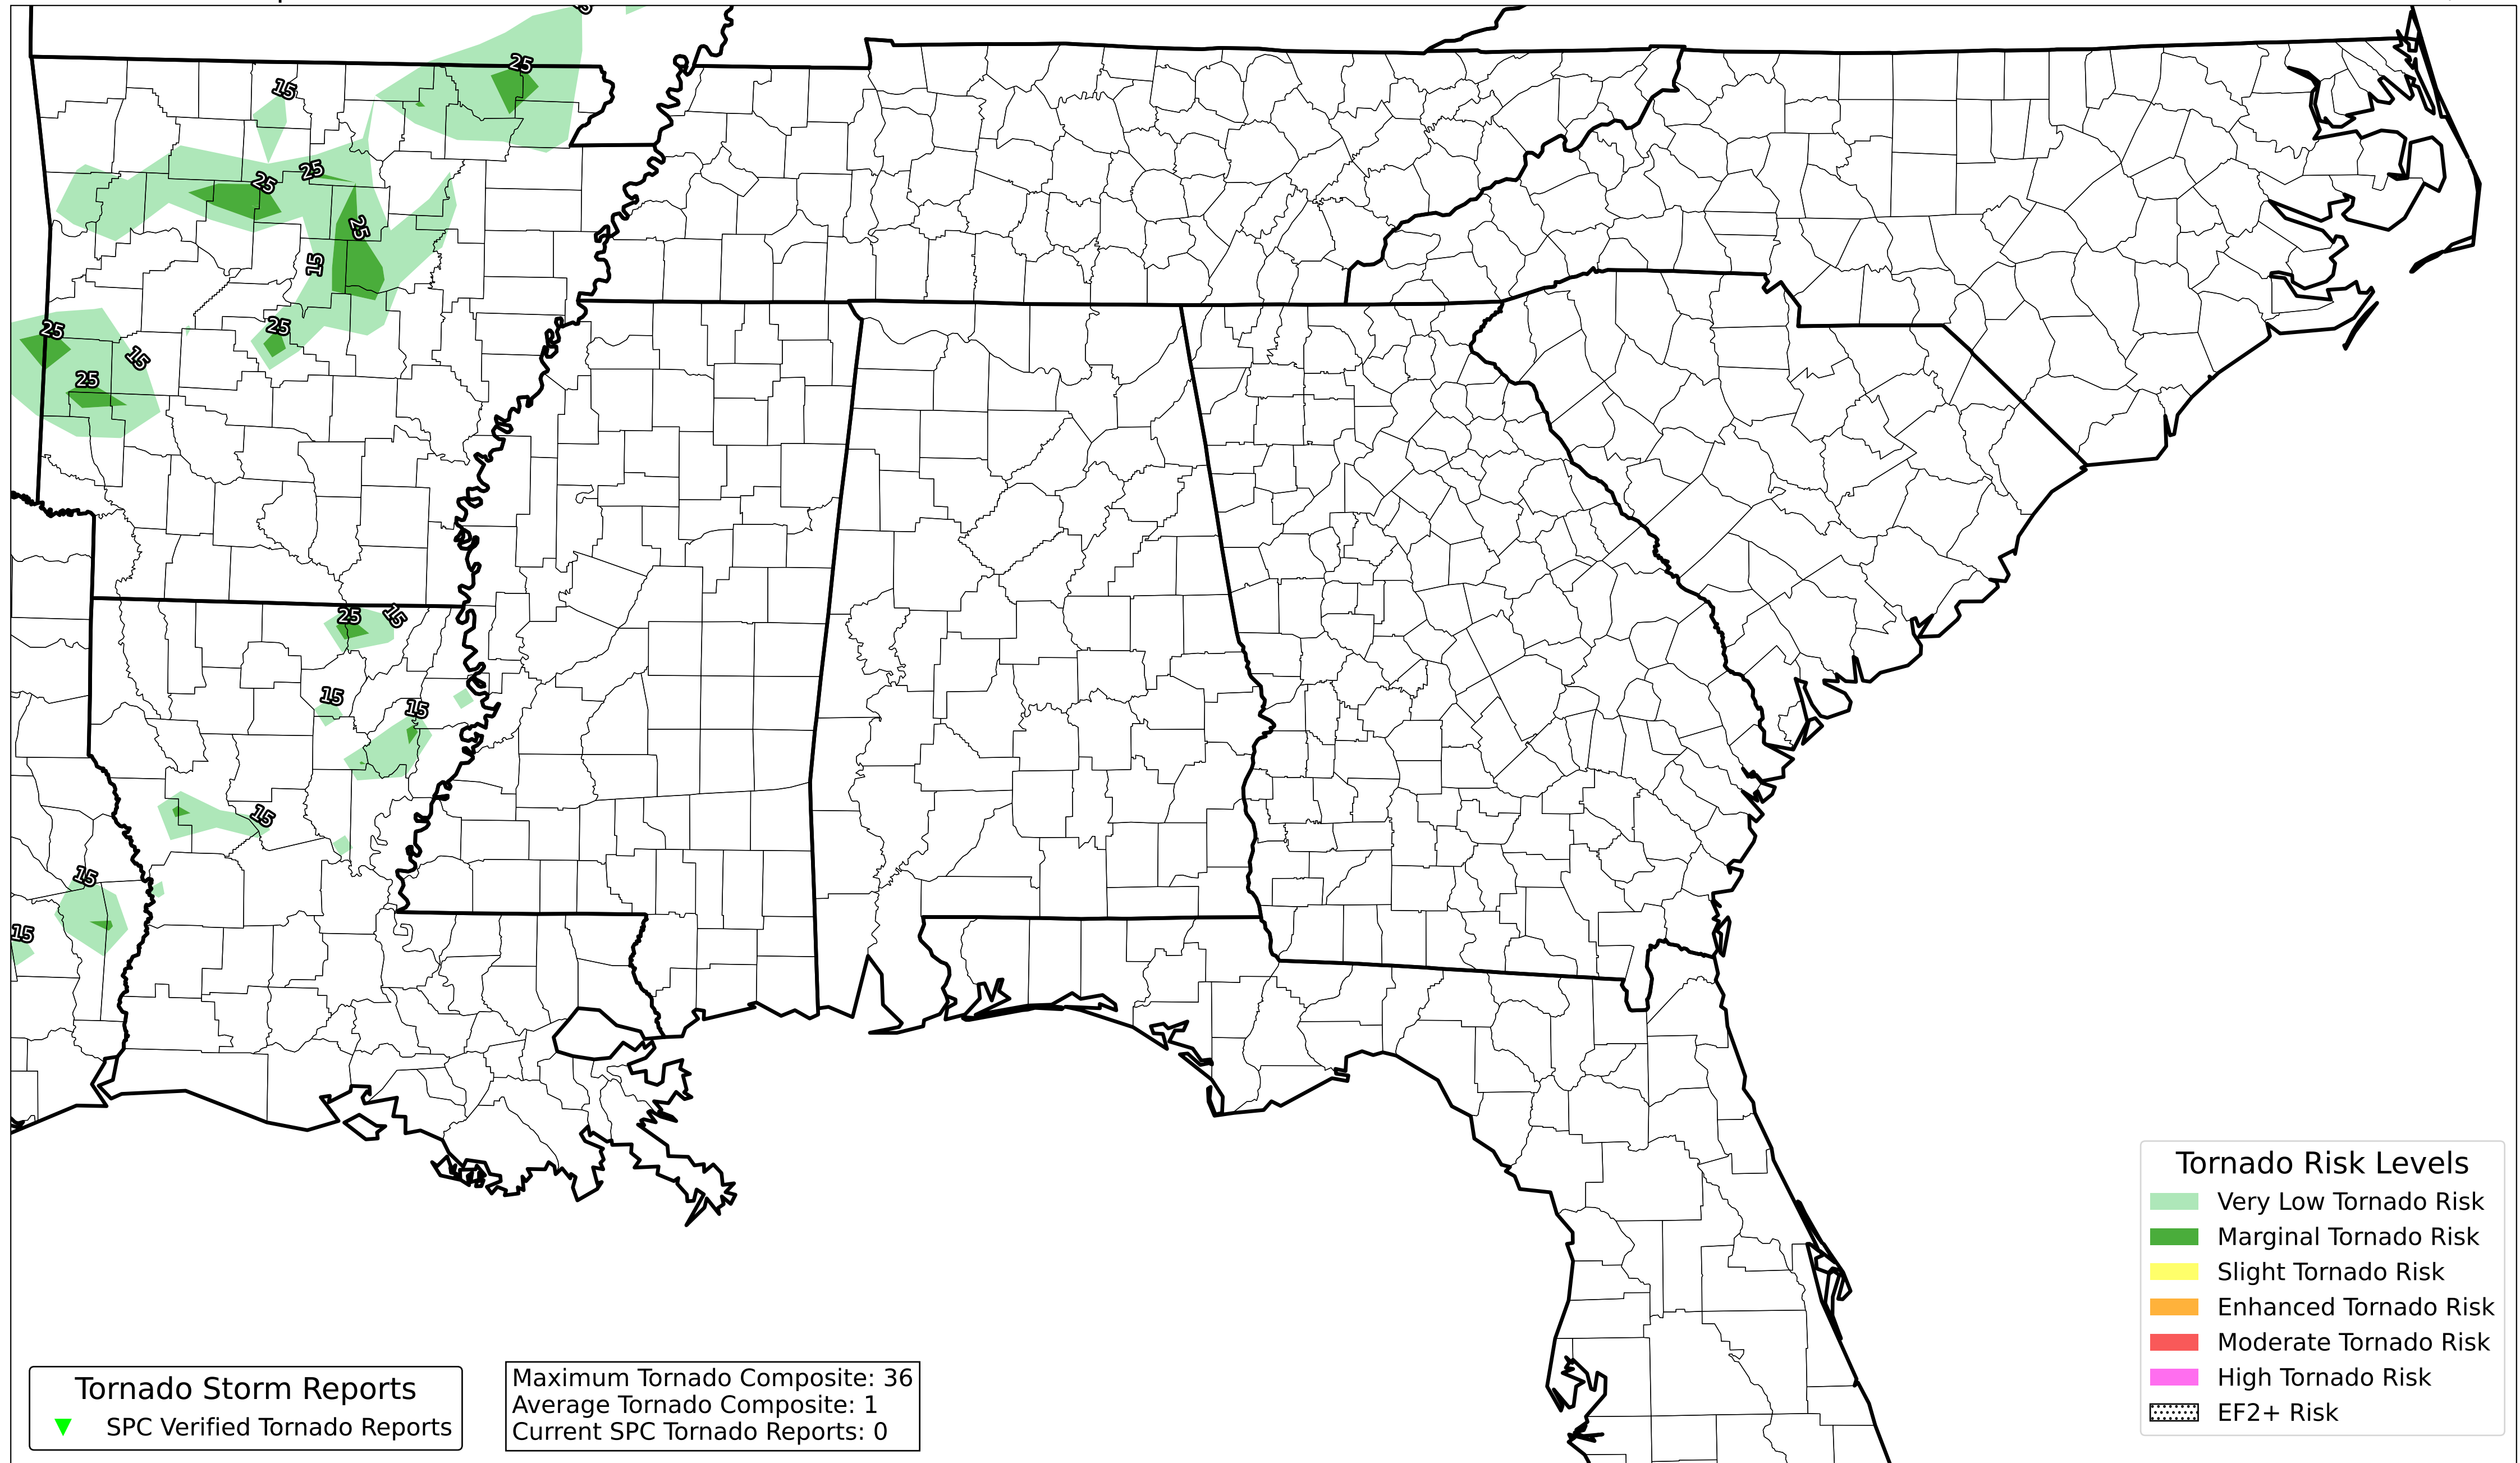 25
15
25
25
25
15
25
25
15
25
25
15
15
15
15
15
15
Tornado Risk Levels
Very Low Tornado Risk
Marginal Tornado Risk
Slight Tornado Risk
Enhanced Tornado Risk
Moderate Tornado Risk
High Tornado Risk
EF2+ Risk
Tornado Storm Reports
SPC Verified Tornado Reports
Maximum Tornado Composite: 36
Average Tornado Composite: 1
Current SPC Tornado Reports: 0